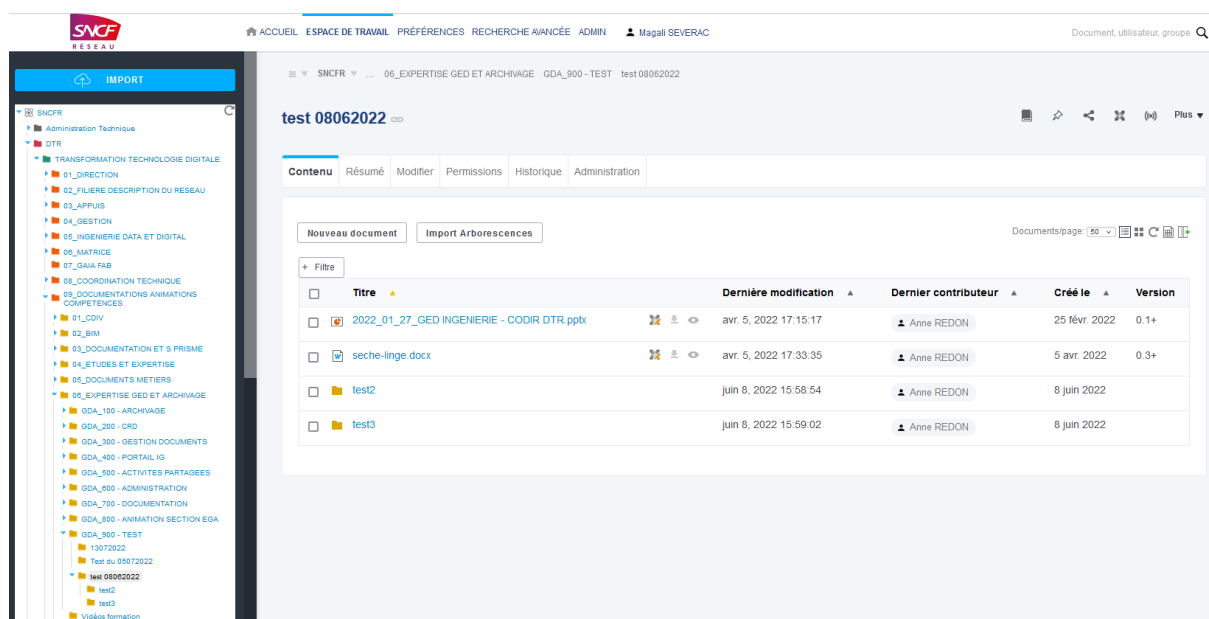 SNCF
RÉSEAU
ACCUEIL ESPACE DE TRAVAIL PRÉFÉRENCES RECHERCHE AVANCÉE ADMIN Magali SEVERAC
Document, utilisateur, groupe
IMPORT
SNCFR
Administration Technique
DTR
TRANSFORMATION TECHNOLOGIE DIGITALE
01_DIRECTION
02_FILIERE DESCRIPTION DU RESEAU
03_APPUIS
04_GESTION
05_INGENIERIE DATA ET DIGITAL
06_MATRICE
07_GAIA FAB
08_COORDINATION TECHNIQUE
09_DOCUMENTATIONS ANIMATIONS
COMPETENCES
01_CDIV
02_BIM
03_DOCUMENTATION ET S PRISME
04_ETUDES ET EXPERTISE
05_DOCUMENTS METIERS
06_EXPERTISE GED ET ARCHIVAGE
GDA_100 - ARCHIVAGE
GDA_200 - CRD
GDA_300 - GESTION DOCUMENTS
GDA_400 - PORTAIL IG
GDA_500 - ACTIVITES PARTAGEES
GDA_600 - ADMINISTRATION
GDA_700 - DOCUMENTATION
GDA_800 - ANIMATION SECTION EGA
GDA_900 - TEST
13072022
Test du 05072022
test 08062022
test2
test3
Vidéos formation
SNCFR ... 06_EXPERTISE GED ET ARCHIVAGE GDA_900 - TEST test 08062022
test 08062022
Plus
Contenu Résumé Modifier Permissions Historique Administration
Nouveau document Import Arborescences
Documents/page: 50
+ Filtre
Titre Dernière modification Dernier contributeur Créé le Version
2022_01_27_GED INGENIERIE - CODIR DTR.pptx avr. 5, 2022 17:15:17 Anne REDON 25 févr. 2022 0.1+
seche-linge.docx avr. 5, 2022 17:33:35 Anne REDON 5 avr. 2022 0.3+
test2 juin 8, 2022 15:58:54 Anne REDON 8 juin 2022
test3 juin 8, 2022 15:59:02 Anne REDON 8 juin 2022